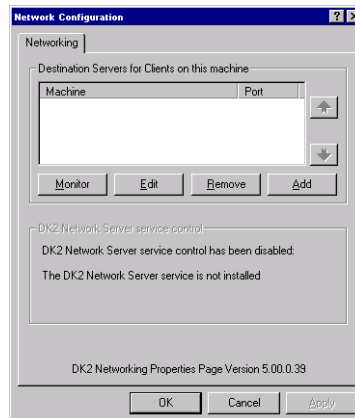 Network Configuration
Networking
Destination Servers for Clients on this machine
Machine Port
Monitor Edit Remove Add
DK2 Network Server service control
DK2 Network Server service control has been disabled:
The DK2 Network Server service is not installed
DK2 Networking Properties Page Version 5.00.0.39
OK Cancel Apply